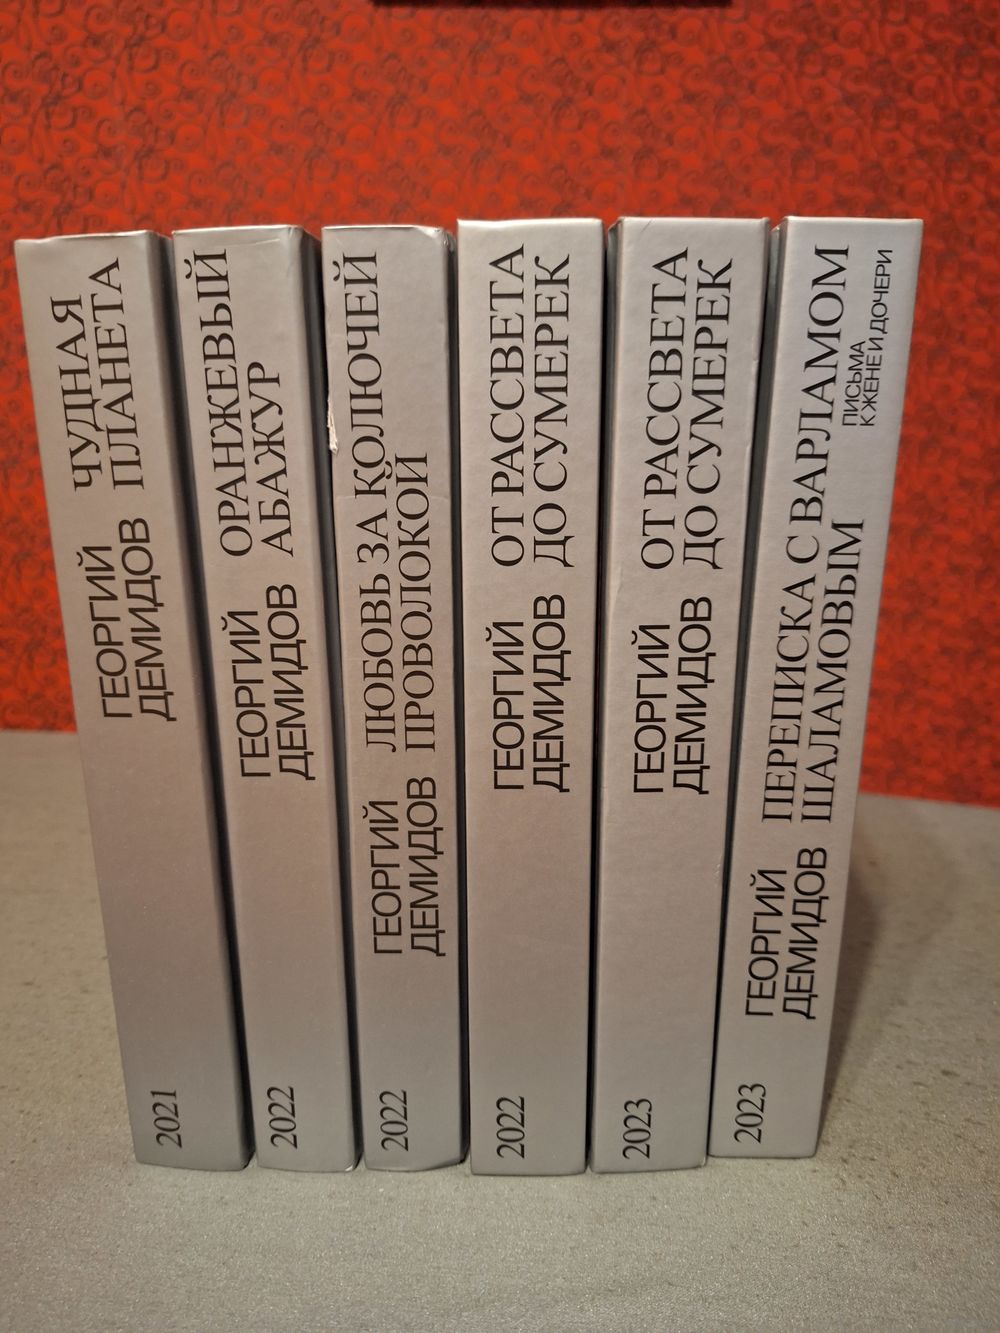 ГЕОРГИЙ
ДЕМИДОВ
ЧУДНАЯ
ПЛАНЕТА
2021
ГЕОРГИЙ
ДЕМИДОВ
ОРАНЖЕВЫЙ
АБАЖУР
2022
ГЕОРГИЙ
ДЕМИДОВ
ЛЮБОВЬ ЗА КОЛЮЧЕЙ
ПРОВОЛОКОЙ
2022
ГЕОРГИЙ
ДЕМИДОВ
ОТ РАССВЕТА
ДО СУМЕРЕК
2022
ГЕОРГИЙ
ДЕМИДОВ
ОТ РАССВЕТА
ДО СУМЕРЕК
2023
ГЕОРГИЙ
ДЕМИДОВ
ПЕРЕПИСКА С ВАРЛАМОМ
ШАЛАМОВЫМ
ПИСЬМА
К ЖЕНЕ И ДОЧЕРИ
2023